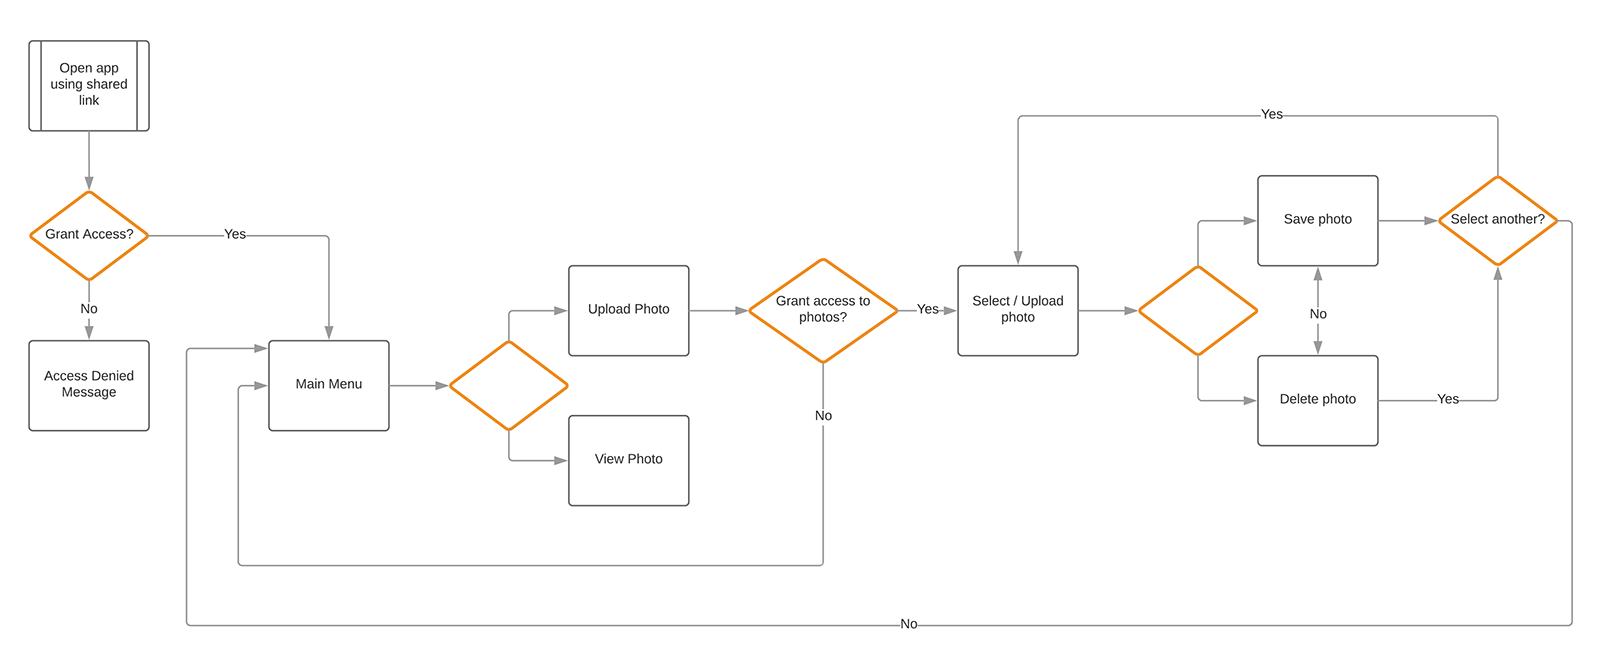 Open app
using shared
link
Grant Access?
Yes
No
Access Denied
Message
Main Menu
Upload Photo
View Photo
Grant access to
photos?
Yes
No
Select / Upload
photo
Yes
Save photo
No
Delete photo
Yes
Select another?
No